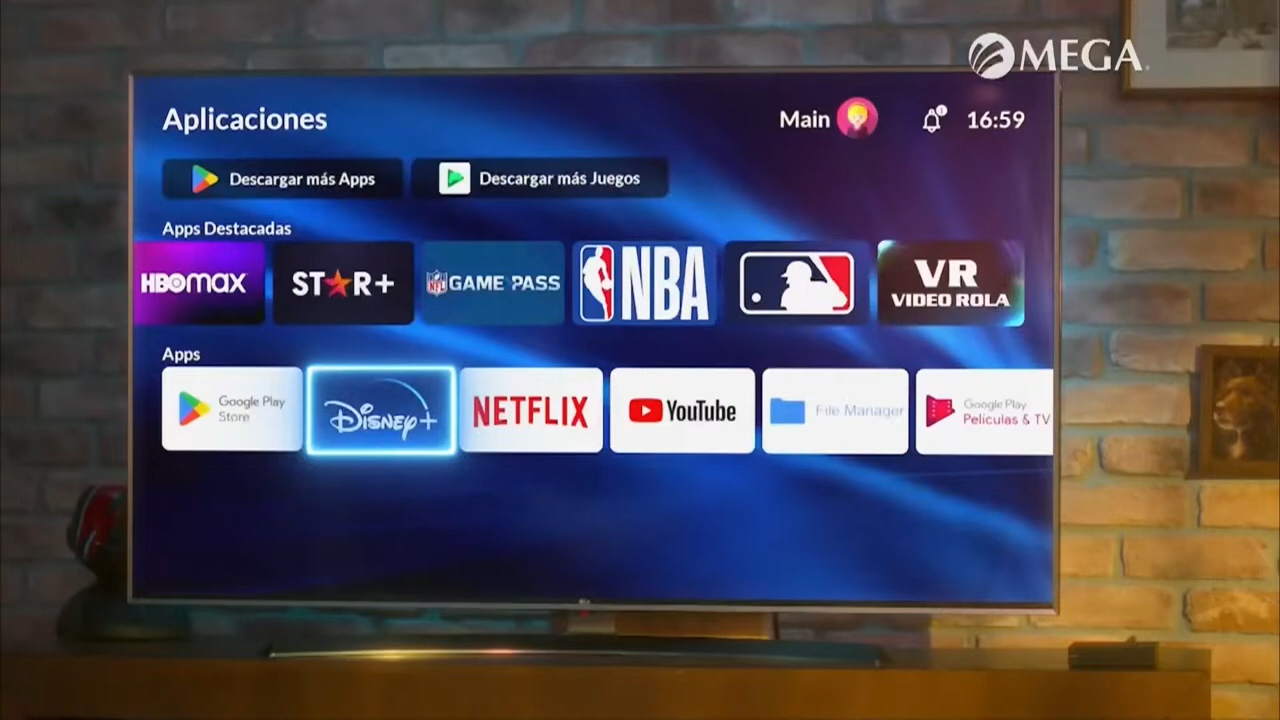 MEGA
Aplicaciones
Main
1
16:59
Descargar más Apps
Descargar más Juegos
Apps Destacadas
HBOMAX
STAR+
NFL GAME PASS
NBA
VR
VIDEO ROLA
Apps
Google Play
Store
Disney+
NETFLIX
YouTube
File Manager
Google Play
Películas & TV